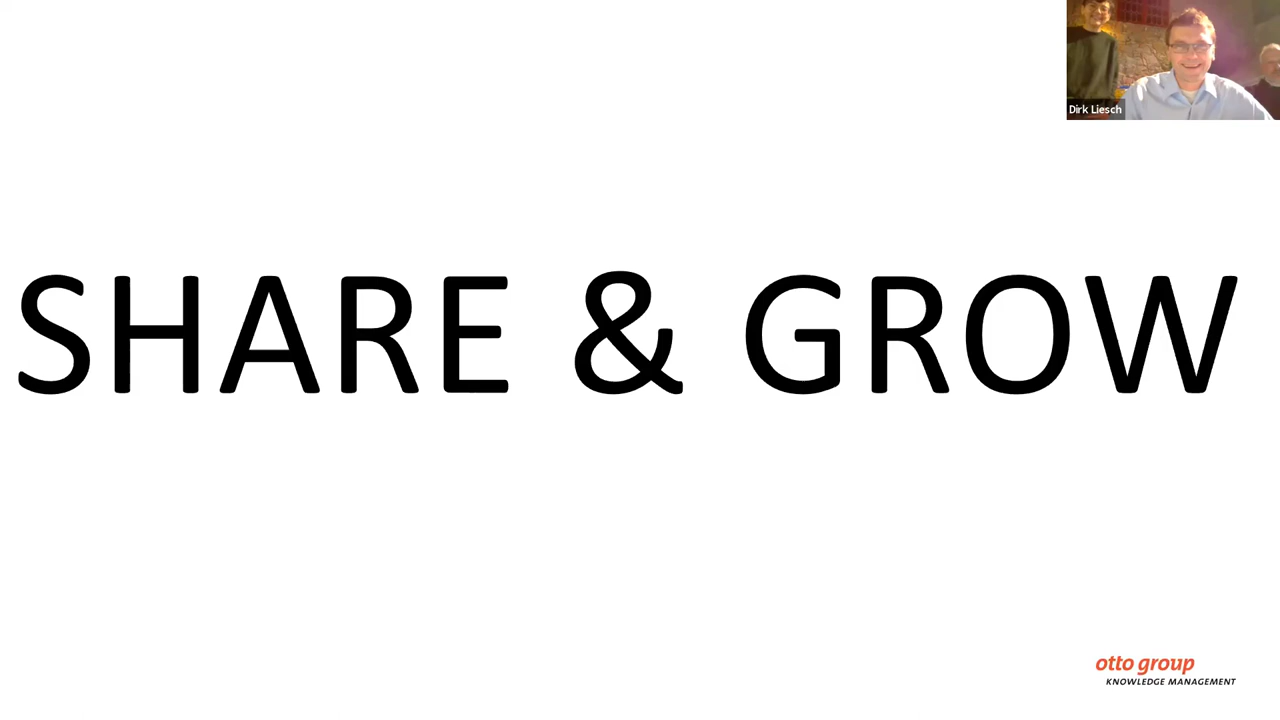 Dirk Liesch
SHARE & GROW
otto group
KNOWLEDGE MANAGEMENT